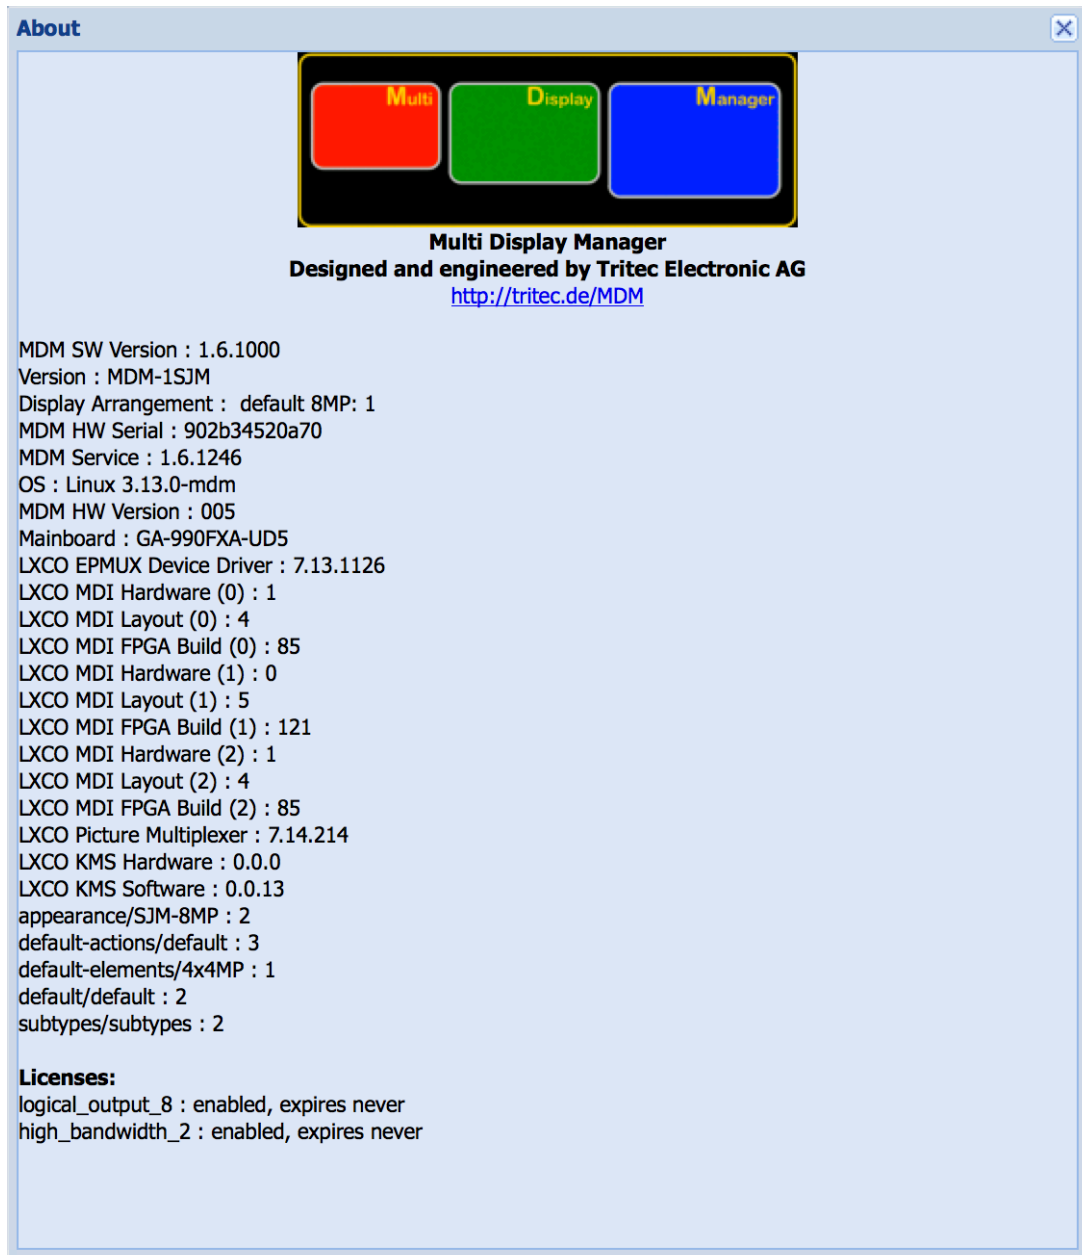 About
Multi Display Manager
Multi Display Manager
Designed and engineered by Tritec Electronic AG
http://tritec.de/MDM
MDM SW Version : 1.6.1000
Version : MDM-1SJM
Display Arrangement :  default 8MP: 1
MDM HW Serial : 902b34520a70
MDM Service : 1.6.1246
OS : Linux 3.13.0-mdm
MDM HW Version : 005
Mainboard : GA-990FXA-UD5
LXCO EPMUX Device Driver : 7.13.1126
LXCO MDI Hardware (0) : 1
LXCO MDI Layout (0) : 4
LXCO MDI FPGA Build (0) : 85
LXCO MDI Hardware (1) : 0
LXCO MDI Layout (1) : 5
LXCO MDI FPGA Build (1) : 121
LXCO MDI Hardware (2) : 1
LXCO MDI Layout (2) : 4
LXCO MDI FPGA Build (2) : 85
LXCO Picture Multiplexer : 7.14.214
LXCO KMS Hardware : 0.0.0
LXCO KMS Software : 0.0.13
appearance/SJM-8MP : 2
default-actions/default : 3
default-elements/4x4MP : 1
default/default : 2
subtypes/subtypes : 2
Licenses:
logical_output_8 : enabled, expires never
high_bandwidth_2 : enabled, expires never